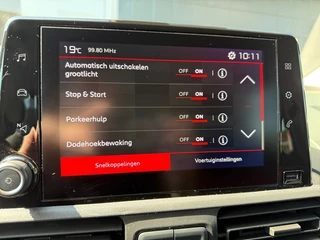 19°C 99.80 MHz 10:11
Automatisch uitschakelen
grootlicht OFF ON
Stop & Start OFF ON
Parkeerhulp OFF ON
Dodehoekbewaking OFF ON
Snelkoppelingen Voertuiginstellingen